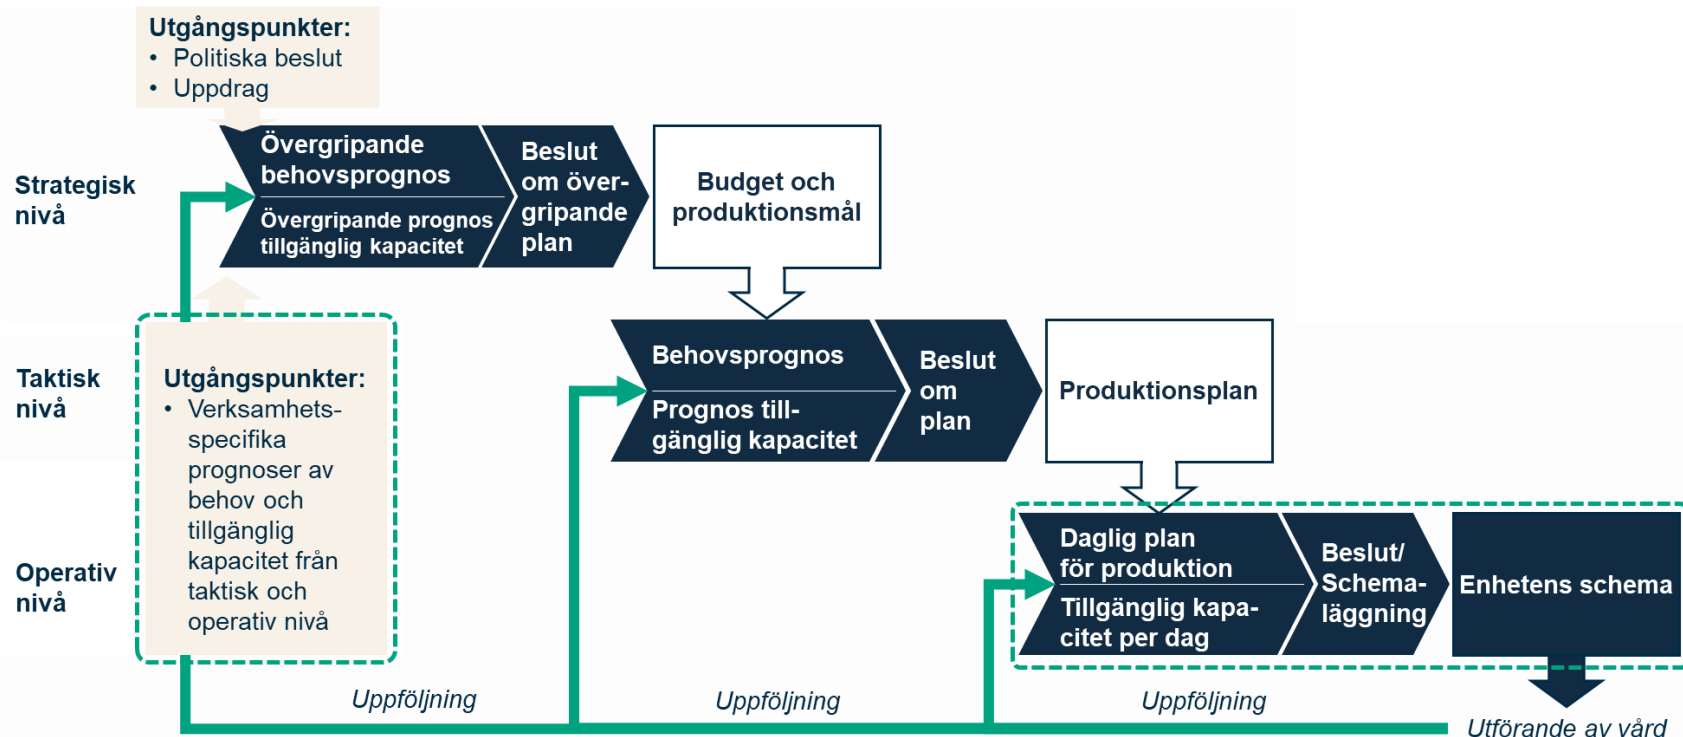 Utgångspunkter:
• Politiska beslut
• Uppdrag
Strategisk
nivå
Övergripande
behovsprognos
Övergripande prognos
tillgänglig kapacitet
Beslut
om över-
gripande
plan
Budget och
produktionsmål
Taktisk
nivå
Utgångspunkter:
• Verksamhets-
specifika
prognoser av
behov och
tillgänglig
kapacitet från
taktisk och
operativ nivå
Behovsprognos
Prognos till-
gänglig kapacitet
Beslut
om
plan
Produktionsplan
Operativ
nivå
Daglig plan
för produktion
Tillgänglig kapa-
citet per dag
Beslut/
Schema-
läggning
Enhetens schema
Uppföljning
Uppföljning
Uppföljning
Utförande av vård